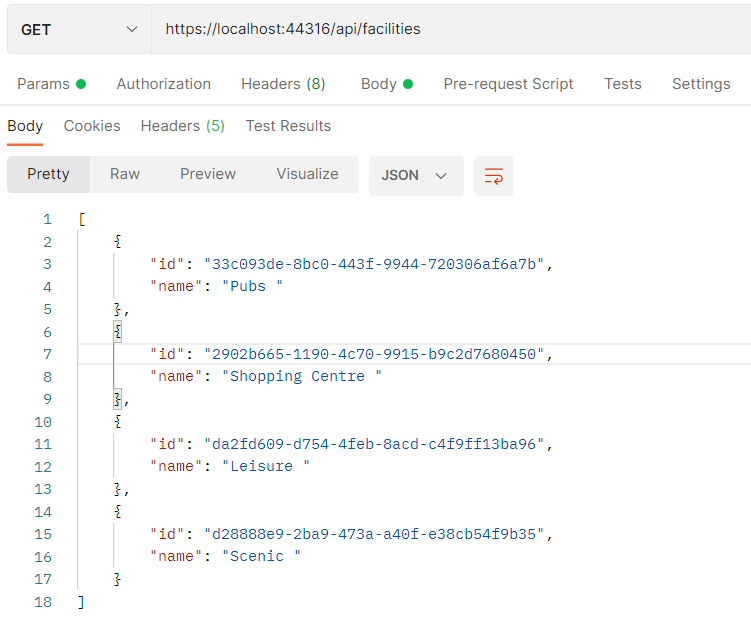 GET https://localhost:44316/api/facilities
Params Authorization Headers (8) Body Pre-request Script Tests Settings
Body Cookies Headers (5) Test Results
Pretty Raw Preview Visualize JSON
1 [
2 {
3 "id": "33c093de-8bc0-443f-9944-720306af6a7b",
4 "name": "Pubs "
5 },
6 {
7 "id": "2902b665-1190-4c70-9915-b9c2d7680450",
8 "name": "Shopping Centre "
9 },
10 {
11 "id": "da2fd609-d754-4feb-8acd-c4f9ff13ba96",
12 "name": "Leisure "
13 },
14 {
15 "id": "d28888e9-2ba9-473a-a40f-e38cb54f9b35",
16 "name": "Scenic "
17 }
18 ]